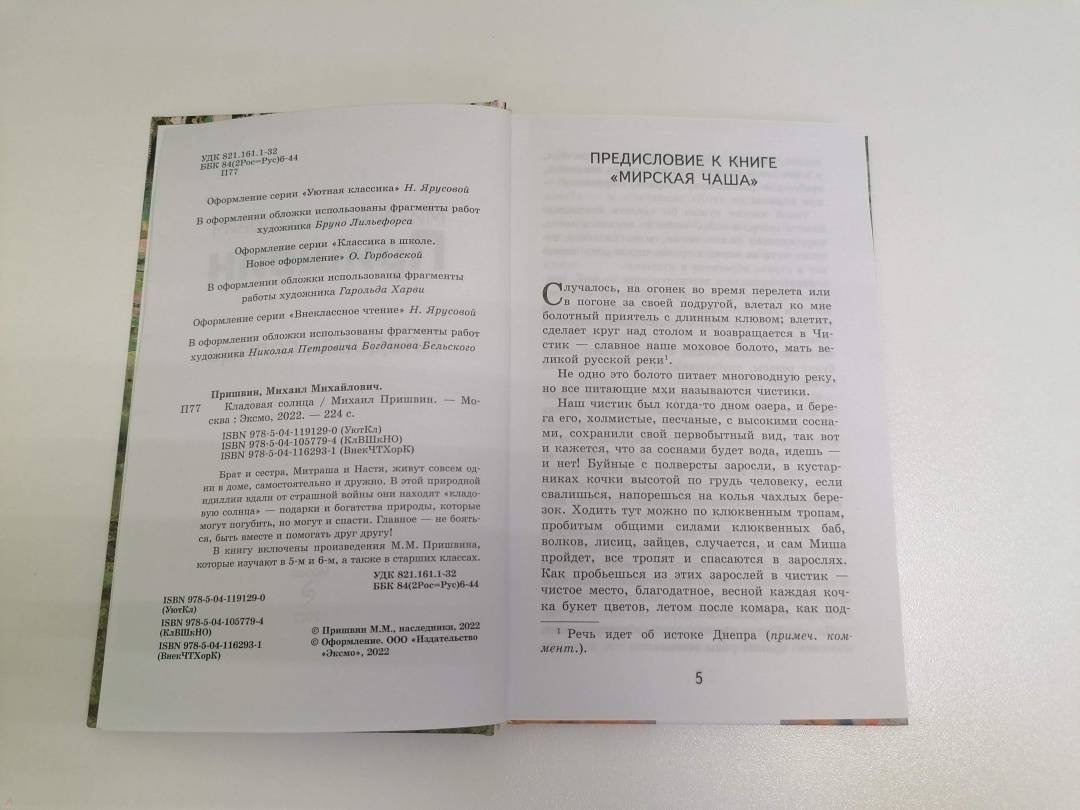 УДК 821.161.1-32
ББК 84(2Рос=Рус)6-44
П77
Оформление серии «Уютная классика» Н. Ярусовой
В оформлении обложки использованы фрагменты работ
художника Бруно Лильефорса
Оформление серии «Классика в школе.
Новое оформление» О. Горбовской
В оформлении обложки использованы фрагменты
работы художника Гарольда Харви
Оформление серии «Внеклассное чтение» Н. Ярусовой
В оформлении обложки использованы фрагменты работ
художника Николая Петровича Богданова-Бельского
Пришвин, Михаил Михайлович.
П77 Кладовая солнца / Михаил Пришвин. — Мо-
сква : Эксмо, 2022. — 224 с.
ISBN 978-5-04-119129-0 (УютКл)
ISBN 978-5-04-105779-4 (КлВШкНО)
ISBN 978-5-04-116293-1 (ВнекЧТХорК)
Брат и сестра, Митраша и Настя, живут совсем од-
ни в доме, самостоятельно и дружно. В этой природной
идиллии вдали от страшной войны они находят «кладо-
вую солнца» — подарки и богатства природы, которые
могут погубить, но могут и спасти. Главное — не боять-
ся, быть вместе и помогать друг другу!
В книгу включены произведения М.М. Пришвина,
которые изучают в 5-м и 6-м, а также в старших классах.
УДК 821.161.1-32
ББК 84(2Рос=Рус)6-44
ISBN 978-5-04-119129-0
(УютКл)
ISBN 978-5-04-105779-4
(КлВШкНО)
ISBN 978-5-04-116293-1
(ВнекЧТХорК)
© Пришвин М.М., наследники, 2022
© Оформление. ООО «Издательство
«Эксмо», 2022
ПРЕДИСЛОВИЕ К КНИГЕ
«МИРСКАЯ ЧАША»
Случалось, на огонек во время перелета или
в погоне за своей подругой, влетал ко мне
болотный приятель с длинным клювом; влетит,
сделает круг над столом и возвращается в Чи-
стик — славное наше моховое болото, мать ве-
ликой русской реки¹.
Не одно это болото питает многоводную реку,
но все питающие мхи называются чистики.
Наш чистик был когда-то дном озера, и бере-
га его, холмистые, песчаные, с высокими сосна-
ми, сохранили свой первобытный вид, так вот
и кажется, что за соснами будет вода, идешь —
и нет! Буйные с полверсты заросли, в кустар-
никах кочки высотой по грудь человеку, если
свалишься, напорешься на колья чахлых бере-
зок. Ходить тут можно по клюквенным тропам,
пробитым общими силами клюквенных баб,
волков, лисиц, зайцев, случается, и сам Миша
пройдет, все тропят и спасаются в зарослях.
Как пробьешься из этих зарослей в чистик —
чистое место, благодатное, весной каждая коч-
ка букет цветов, летом после комара, как под-
¹ Речь идет об истоке Днепра (примеч. ком-
мент.).
5